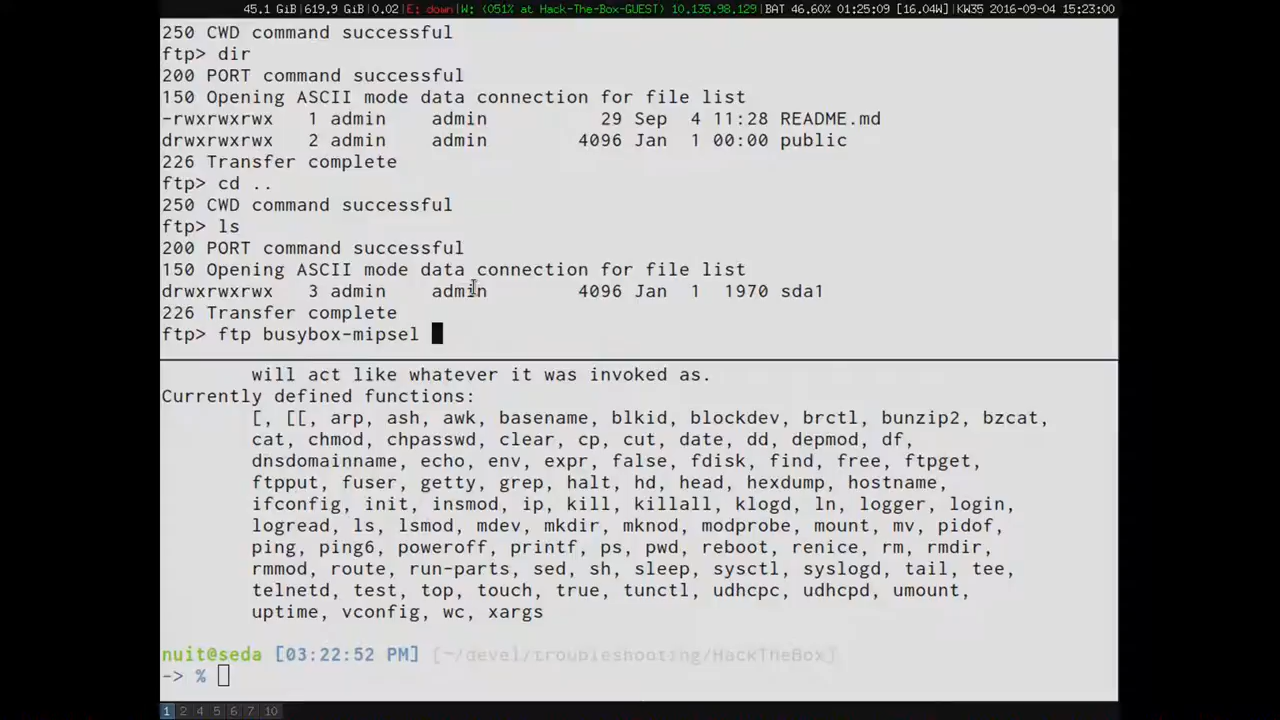 45.1 GiB|619.9 GiB|0.02|E: down|W: (051% at Hack-The-Box-GUEST) 10.135.98.129|BAT 46.60% 01:25:09 [16.04W]|KW35 2016-09-04 15:23:00
250 CWD command successful
ftp> dir
200 PORT command successful
150 Opening ASCII mode data connection for file list
-rwxrwxrwx   1 admin    admin          29 Sep  4 11:28 README.md
drwxrwxrwx   2 admin    admin        4096 Jan  1 00:00 public
226 Transfer complete
ftp> cd ..
250 CWD command successful
ftp> ls
200 PORT command successful
150 Opening ASCII mode data connection for file list
drwxrwxrwx   3 admin    admin        4096 Jan  1  1970 sda1
226 Transfer complete
ftp> ftp busybox-mipsel
will act like whatever it was invoked as.
Currently defined functions:
[, [[, arp, ash, awk, basename, blkid, blockdev, brctl, bunzip2, bzcat,
cat, chmod, chpasswd, clear, cp, cut, date, dd, depmod, df,
dnsdomainname, echo, env, expr, false, fdisk, find, free, ftpget,
ftpput, fuser, getty, grep, halt, hd, head, hexdump, hostname,
ifconfig, init, insmod, ip, kill, killall, klogd, ln, logger, login,
logread, ls, lsmod, mdev, mkdir, mknod, modprobe, mount, mv, pidof,
ping, ping6, poweroff, printf, ps, pwd, reboot, renice, rm, rmdir,
rmmod, route, run-parts, sed, sh, sleep, sysctl, syslogd, tail, tee,
telnetd, test, top, touch, true, tunctl, udhcpc, udhcpd, umount,
uptime, vconfig, wc, xargs
nuit@seda [03:22:52 PM] [~/devel/troubleshooting/HackTheBox]
-> %
1 2 4 5 6 7 10